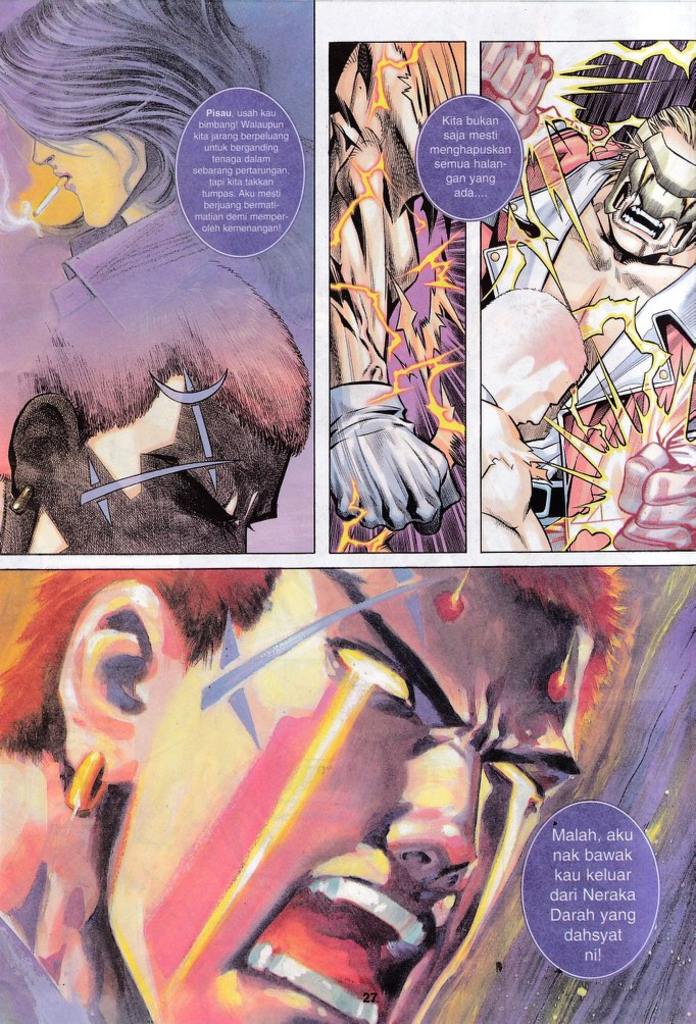 Pisau, usah kau
bimbang! Walaupun
kita jarang berpeluang
untuk berganding
tenaga dalam
sebarang pertarungan,
tapi kita takkan
tumpas. Aku mesti
berjuang bermati-
matian demi memper-
oleh kemenangan!
Kita bukan
saja mesti
menghapuskan
semua halan-
gan yang
ada....
Malah, aku
nak bawak
kau keluar
dari Neraka
Darah yang
dahsyat
ni!
27